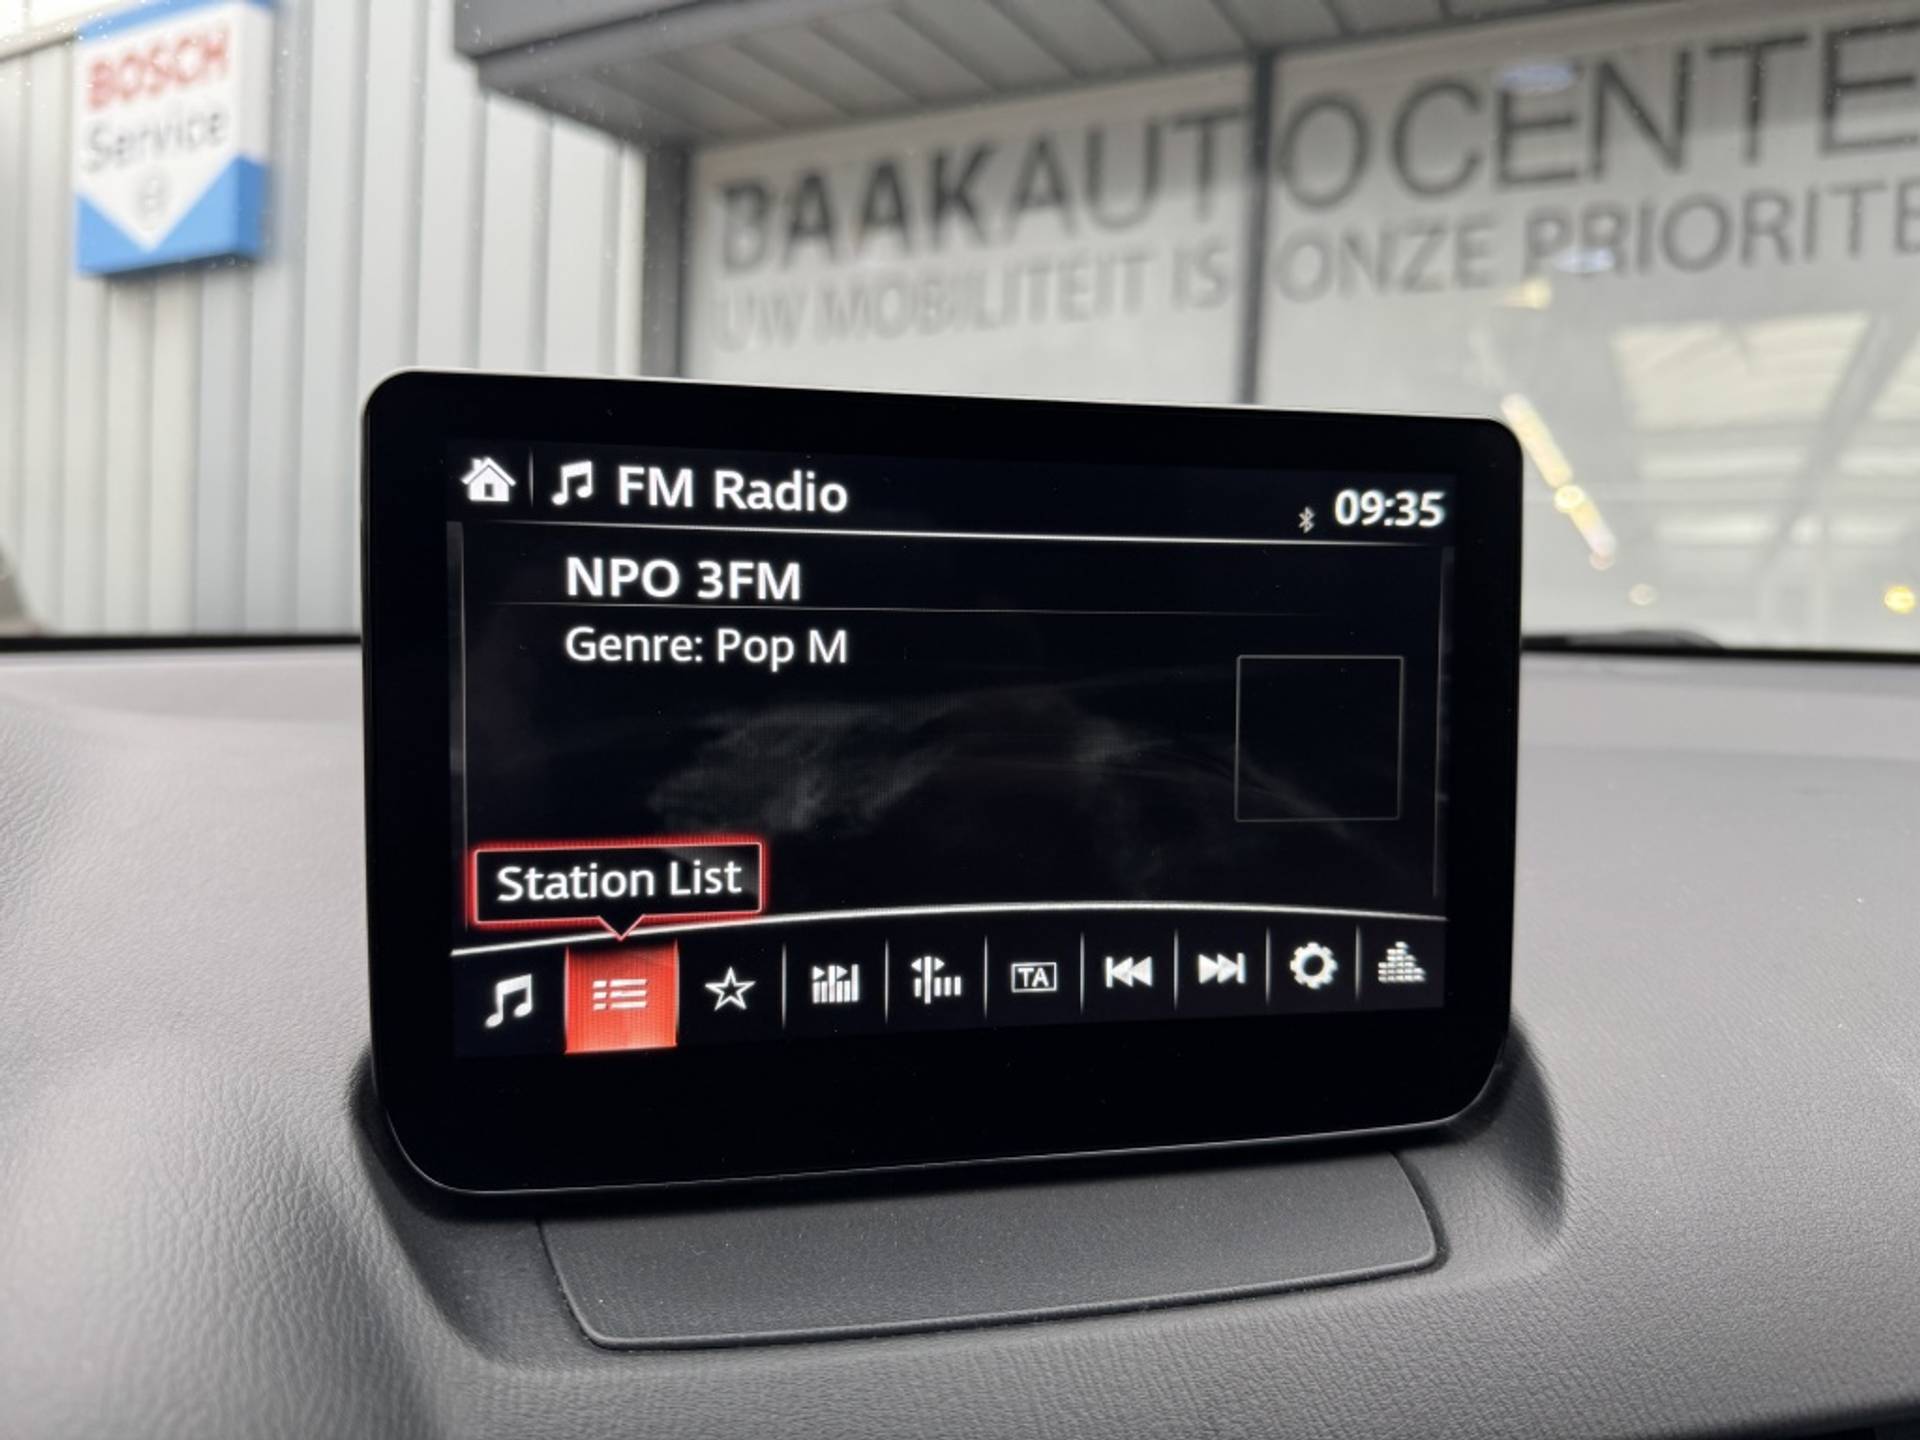 BOSCH
Service
BAAKAUTOCENTE
UW MOBILITEIT IS ONZE PRIORITE
FM Radio
09:35
NPO 3FM
Genre: Pop M
Station List
TA